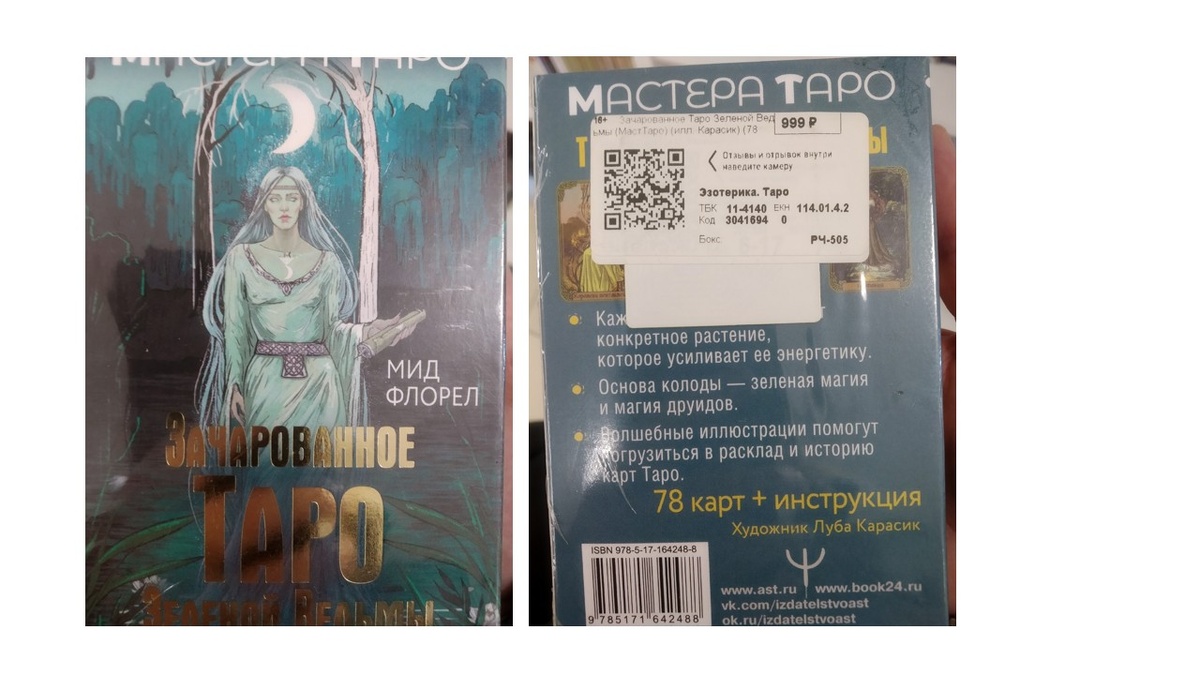 МАСТЕРА ТАРО
МИД
ФЛОРЕЛ
ЗАЧАРОВАННОЕ
ТАРО
ЗЕЛЕНОЙ ВЕДЬМЫ
МАСТЕРА ТАРО
16+ Зачарованное Таро Зеленой Вед
ьмы (МастТаро) (илл. Карасик) (78
999 ₽
Отзывы и отрывок внутри
наведите камеру
Эзотерика. Таро
ТБК 11-4140 ЕКН 114.01.4.2
Код 3041694 0
Бокс. РЧ-505
Каж
конкретное растение,
которое усиливает ее энергетику.
Основа колоды — зеленая магия
и магия друидов.
Волшебные иллюстрации помогут
погрузиться в расклад и историю
карт Таро.
78 карт + инструкция
Художник Луба Карасик
ISBN 978-5-17-164248-8
9 785171 642488
www.ast.ru www.book24.ru
vk.com/izdatelstvoast
ok.ru/izdatelstvoast